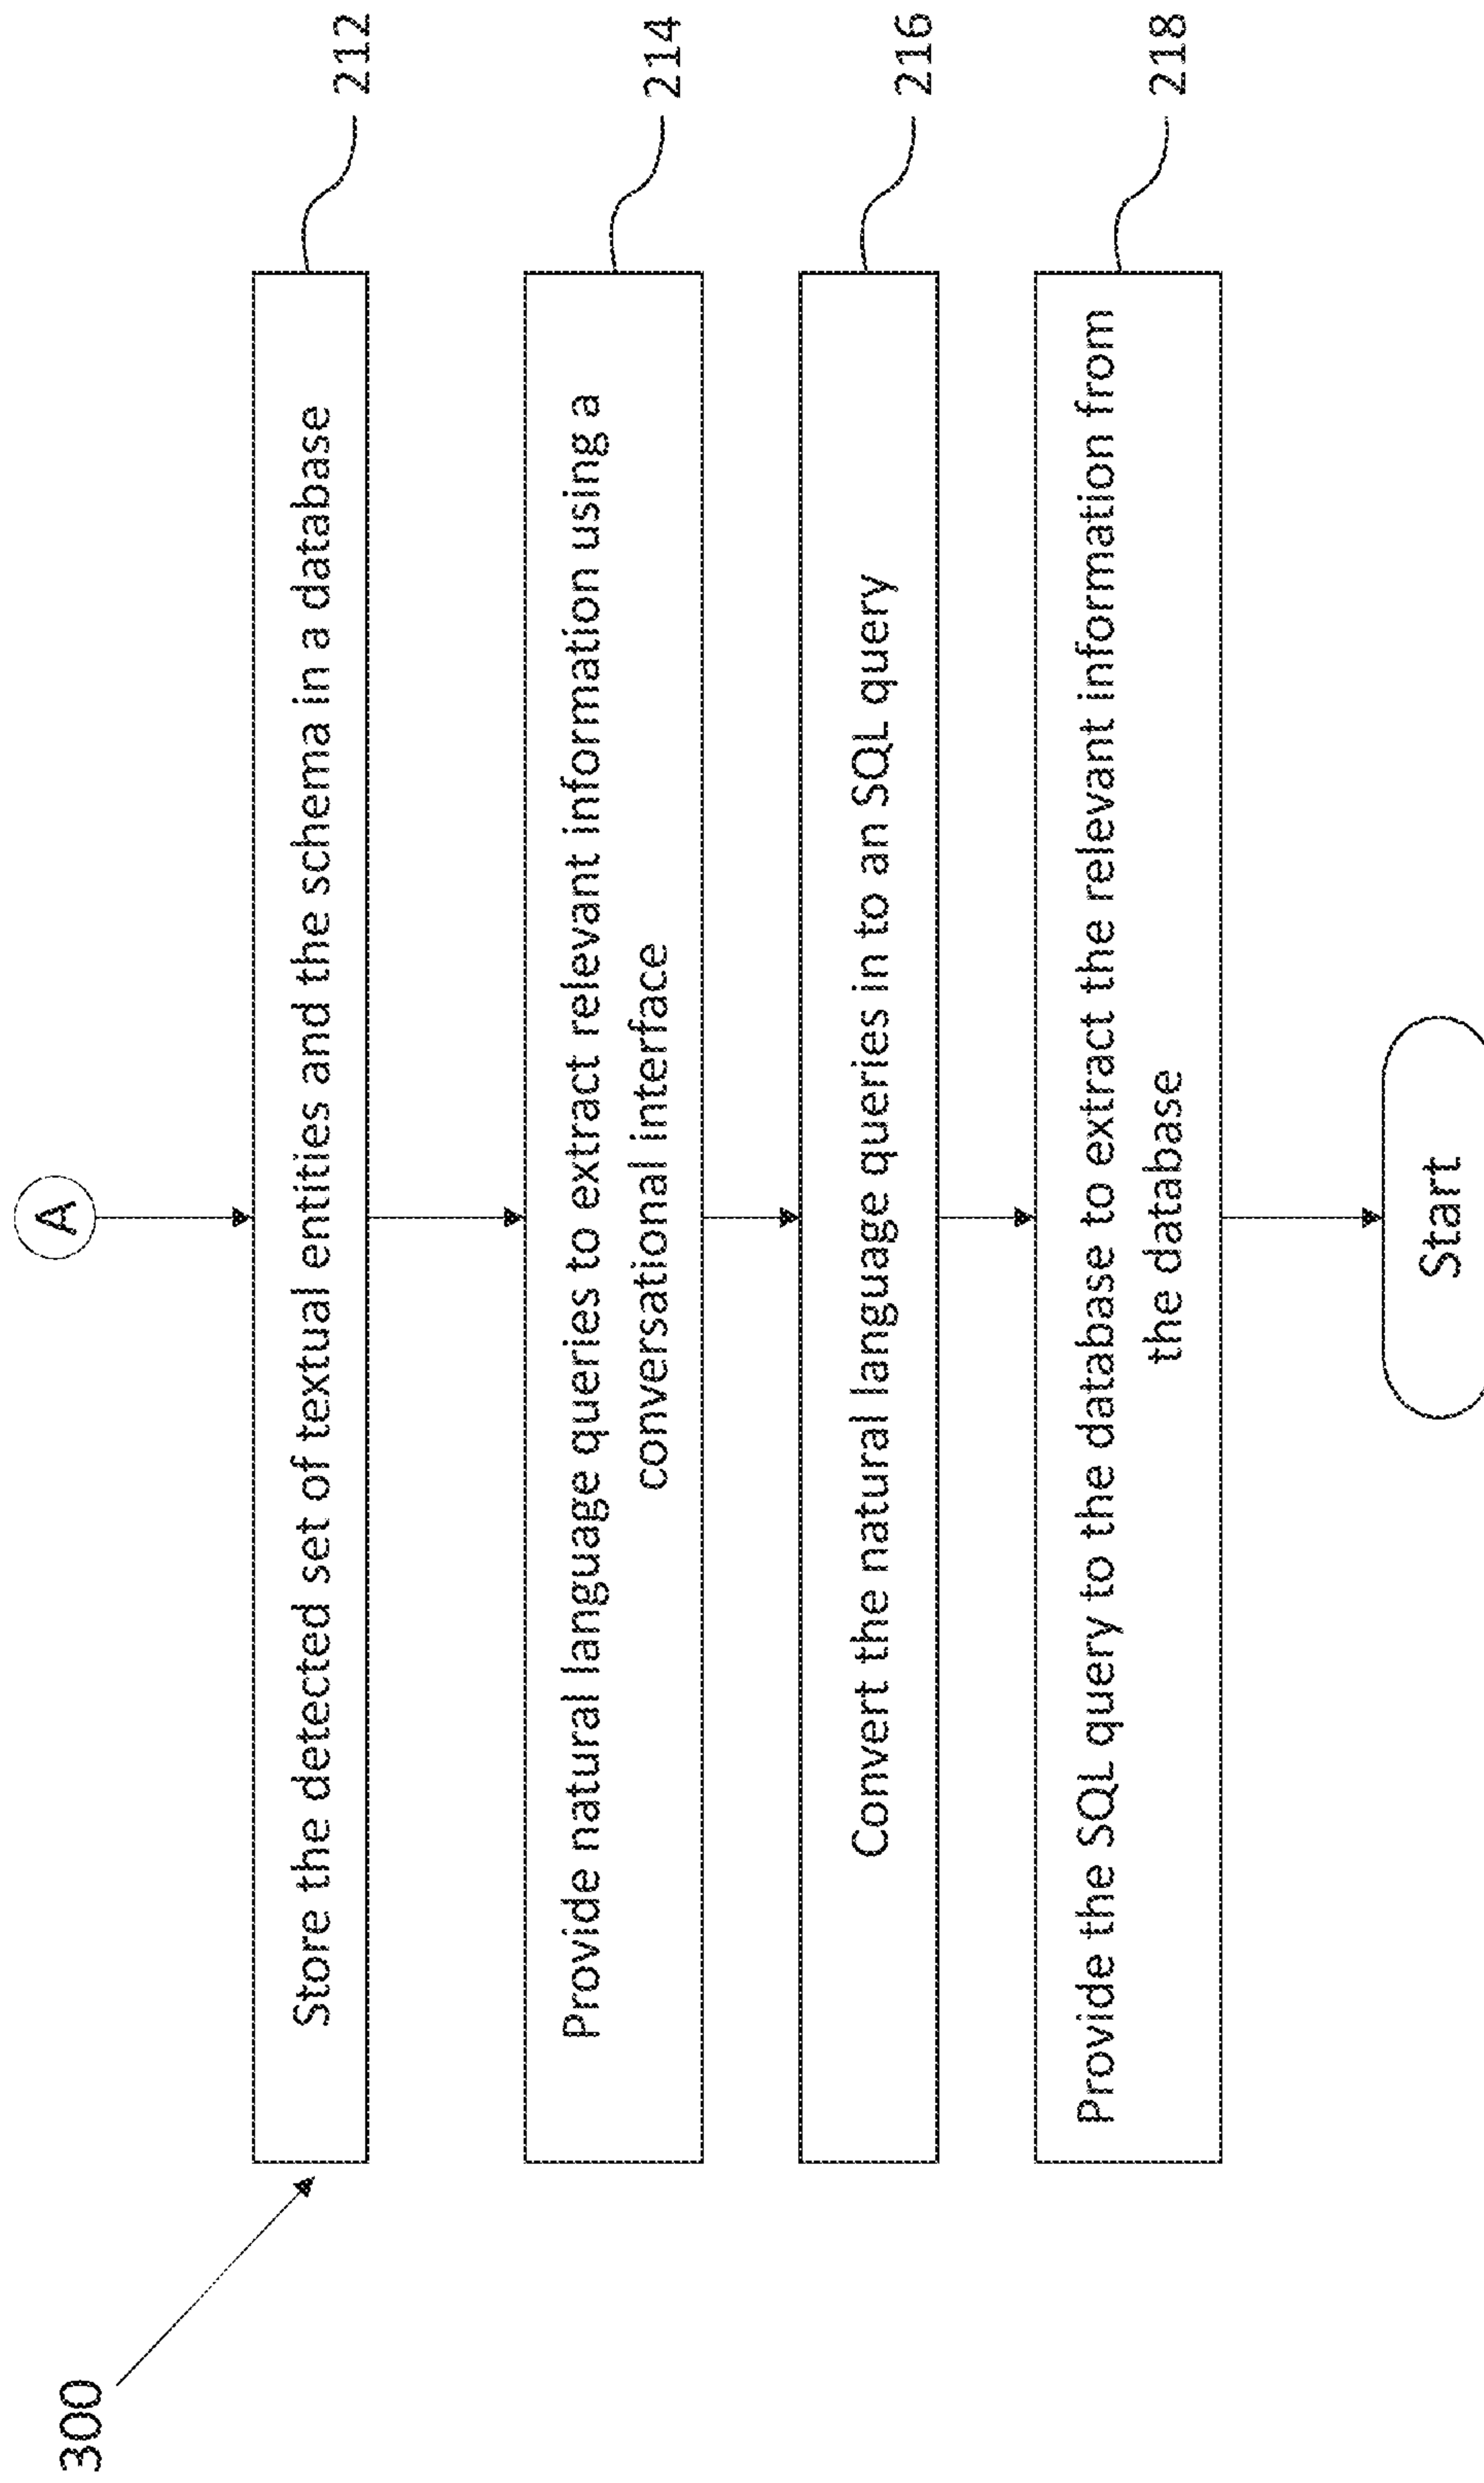 300
A
Store the detected set of textual entities and the schema in a database
212
Provide natural language queries to extract relevant information using a
conversational interface
214
Convert the natural language queries in to an SQL query
216
Provide the SQL query to the database to extract the relevant information from
the database
218
Start